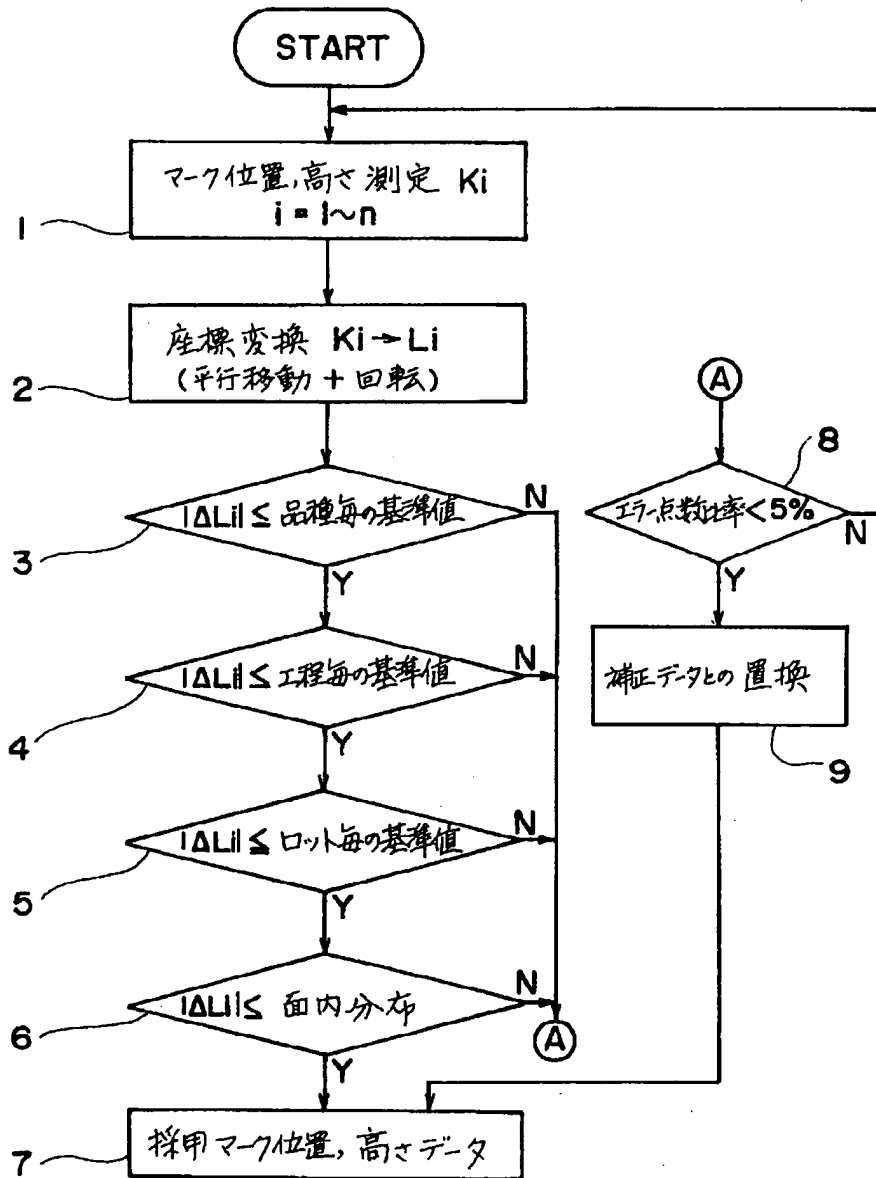 START
マーク位置,高さ測定 Ki
i = 1~n
1
座標変換 Ki→Li
(平行移動 + 回転)
2
|ΔLi| ≦ 品種毎の基準値
N
3
Y
|ΔLi| ≦ 工程毎の基準値
N
4
Y
|ΔLi| ≦ ロット毎の基準値
N
5
Y
|ΔLi| ≦ 面内分布
N
6
A
Y
採用マーク位置,高さデータ
7
A
8
エラー点数比率<5%
N
Y
補正データとの置換
9